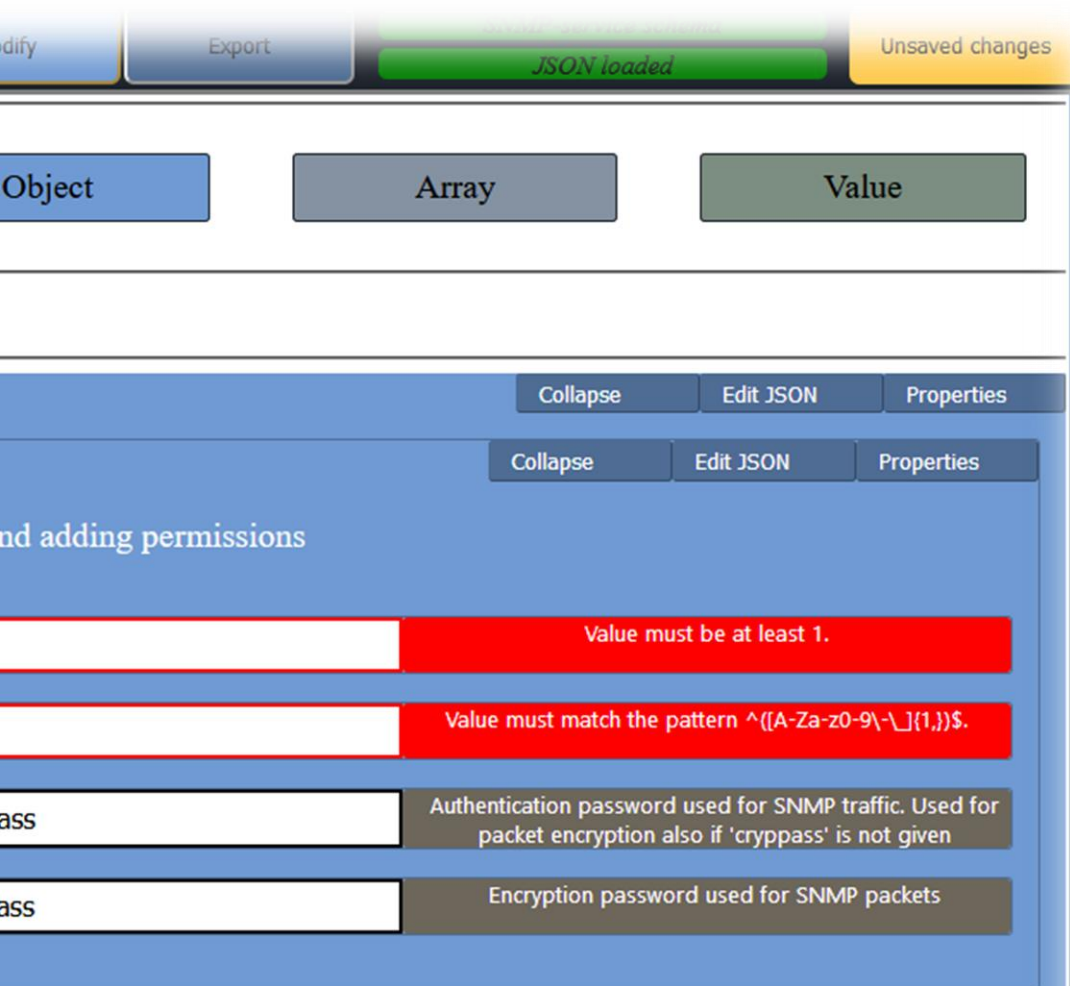 odify
Export
SNMP-service schema
JSON loaded
Unsaved changes
Object
Array
Value
Collapse
Edit JSON
Properties
Collapse
Edit JSON
Properties
nd adding permissions
Value must be at least 1.
Value must match the pattern ^([A-Za-z0-9\-\_]{1,})$.
ass
Authentication password used for SNMP traffic. Used for
packet encryption also if 'cryppass' is not given
ass
Encryption password used for SNMP packets